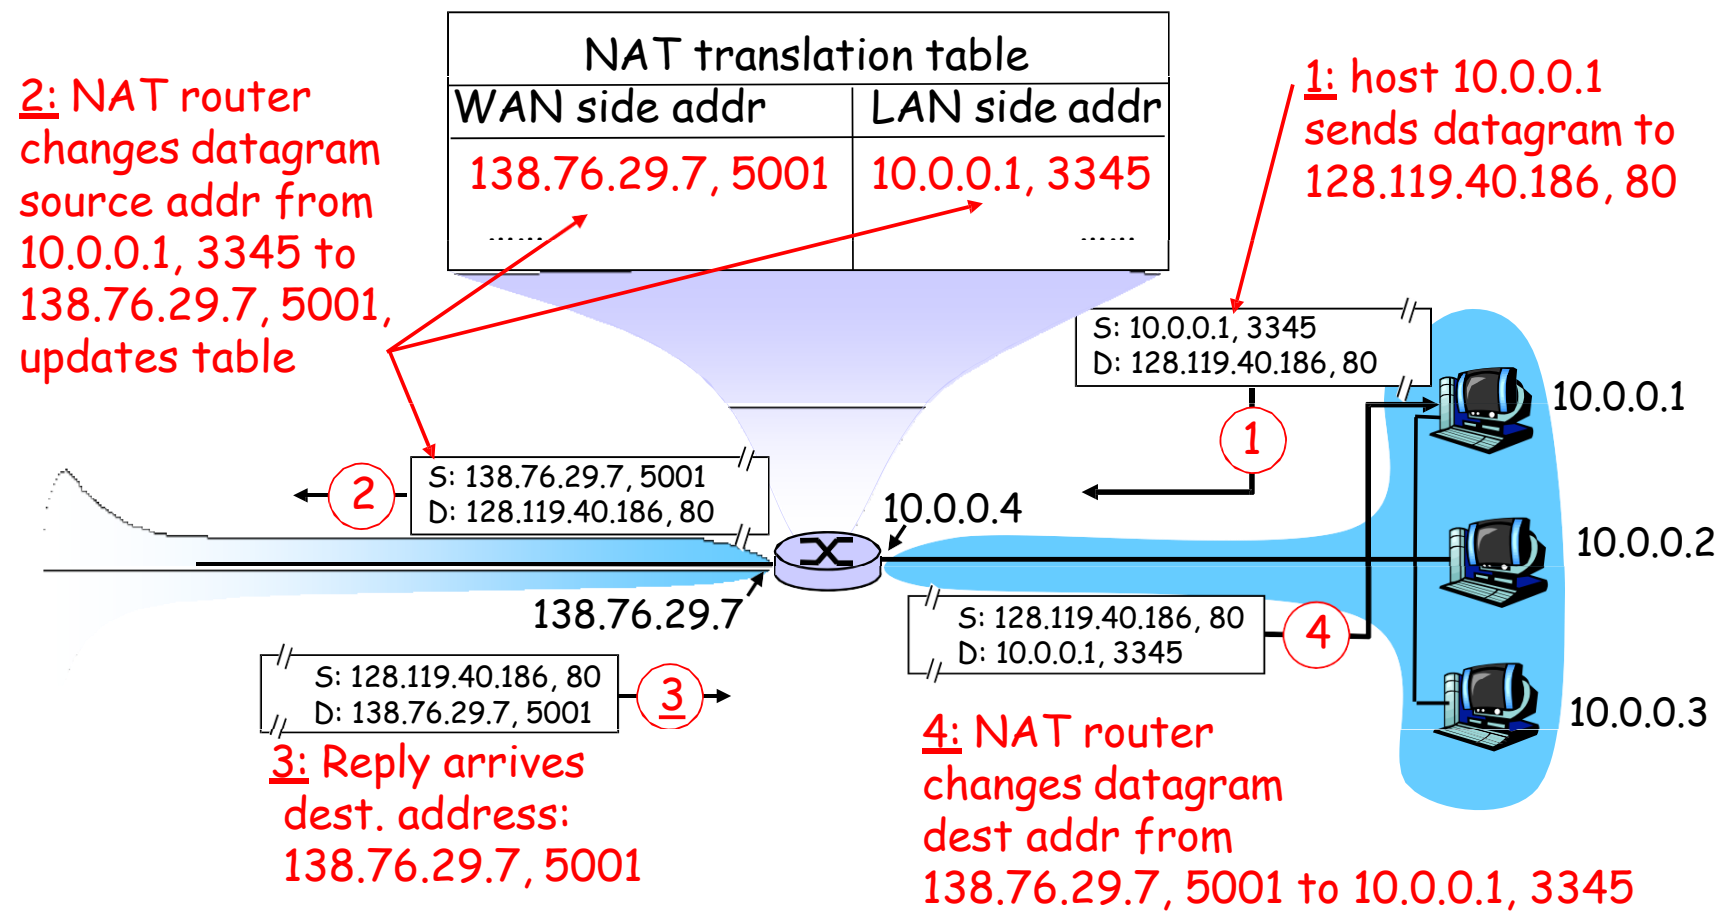 NAT translation table
WAN side addr LAN side addr
138.76.29.7, 5001 10.0.0.1, 3345
...... ......
2: NAT router
changes datagram
source addr from
10.0.0.1, 3345 to
138.76.29.7, 5001,
updates table
1: host 10.0.0.1
sends datagram to
128.119.40.186, 80
S: 10.0.0.1, 3345
D: 128.119.40.186, 80
1
10.0.0.1
S: 138.76.29.7, 5001
D: 128.119.40.186, 80
2
10.0.0.4
10.0.0.2
138.76.29.7
S: 128.119.40.186, 80
D: 10.0.0.1, 3345
4
S: 128.119.40.186, 80
D: 138.76.29.7, 5001
3
10.0.0.3
3: Reply arrives
dest. address:
138.76.29.7, 5001
4: NAT router
changes datagram
dest addr from
138.76.29.7, 5001 to 10.0.0.1, 3345